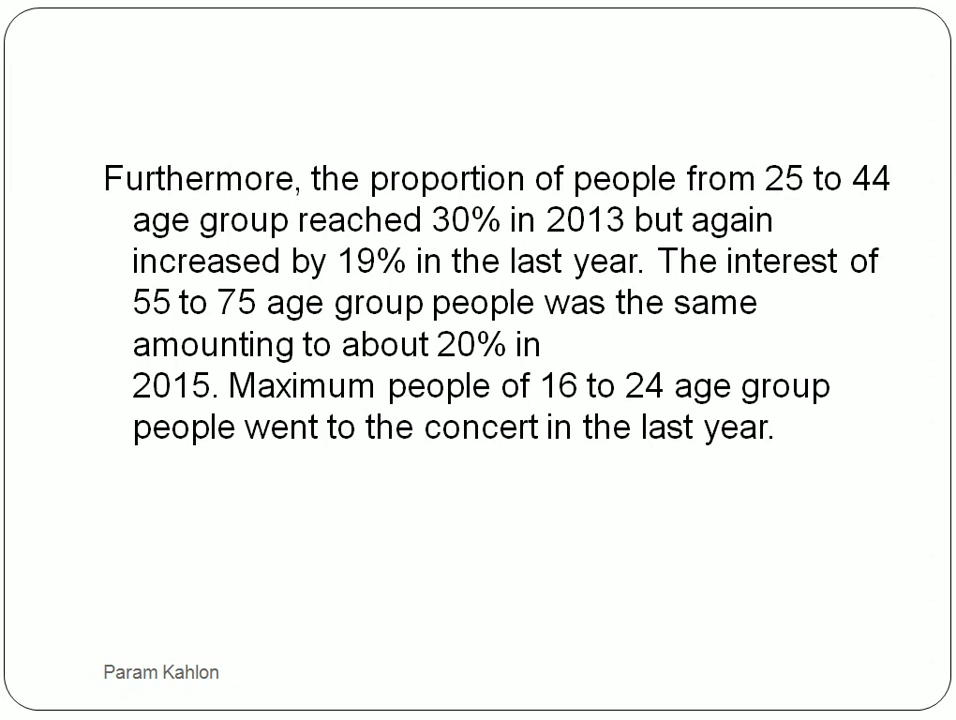 Furthermore, the proportion of people from 25 to 44
age group reached 30% in 2013 but again
increased by 19% in the last year. The interest of
55 to 75 age group people was the same
amounting to about 20% in
2015. Maximum people of 16 to 24 age group
people went to the concert in the last year.
Param Kahlon